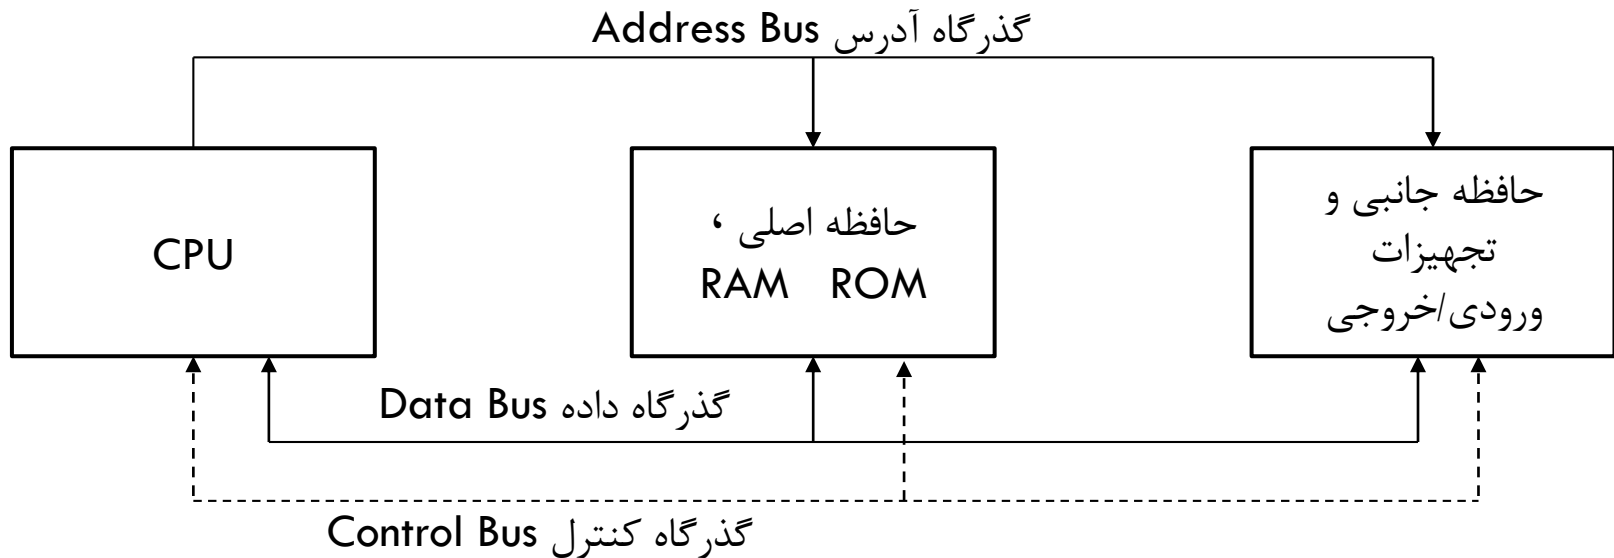 گذرگاه آدرس Address Bus
CPU
حافظه اصلی ،
RAM ROM
حافظه جانبی و
تجهیزات
ورودی/خروجی
گذرگاه داده Data Bus
گذرگاه کنترل Control Bus